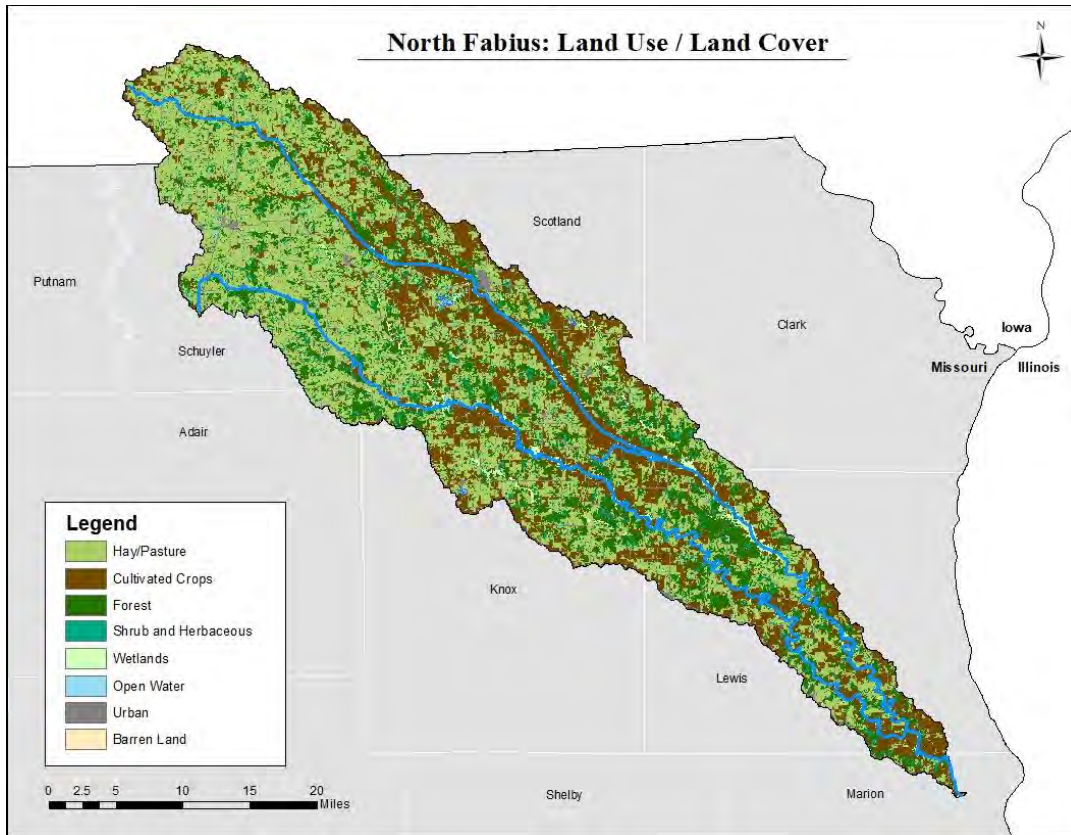 North Fabius: Land Use / Land Cover
N
Scotland
Putnam
Clark
Iowa
Schuyler
Missouri
Illinois
Adair
Legend
Hay/Pasture
Cultivated Crops
Forest
Shrub and Herbaceous
Wetlands
Open Water
Urban
Barren Land
Knox
Lewis
0 2.5 5 10 15 20
Miles
Shelby
Marion